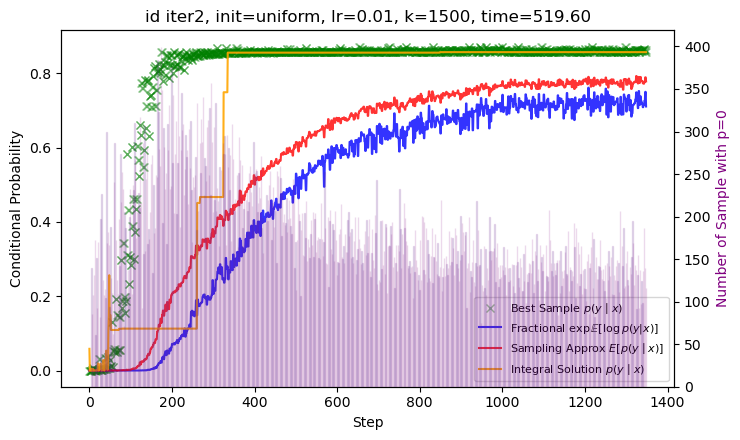 id iter2, init=uniform, lr=0.01, k=1500, time=519.60
Conditional Probability
0.8
0.6
0.4
0.2
0.0
400
350
300
250
200
150
100
50
0
Number of Sample with p=0
Best Sample p(y | x)
Fractional exp𝔼[log p(y|x)]
Sampling Approx E[p(y | x)]
Integral Solution p(y | x)
0 200 400 600 800 1000 1200 1400
Step